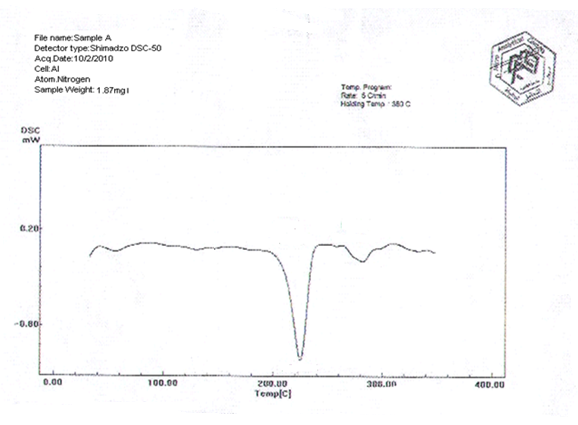 File name:Sample A
Detector type:Shimadzo DSC-50
Acq.Date:10/2/2010
Cell:Al
Atom.Nitrogen
Sample Weight: 1.87mg
Temp. Program:
Rate: 5 C/min
Holding Temp :
Analytical
DSC
mW
0.20
-0.60
0.00
100.00
200.00
300.00
400.00
Temp[C]